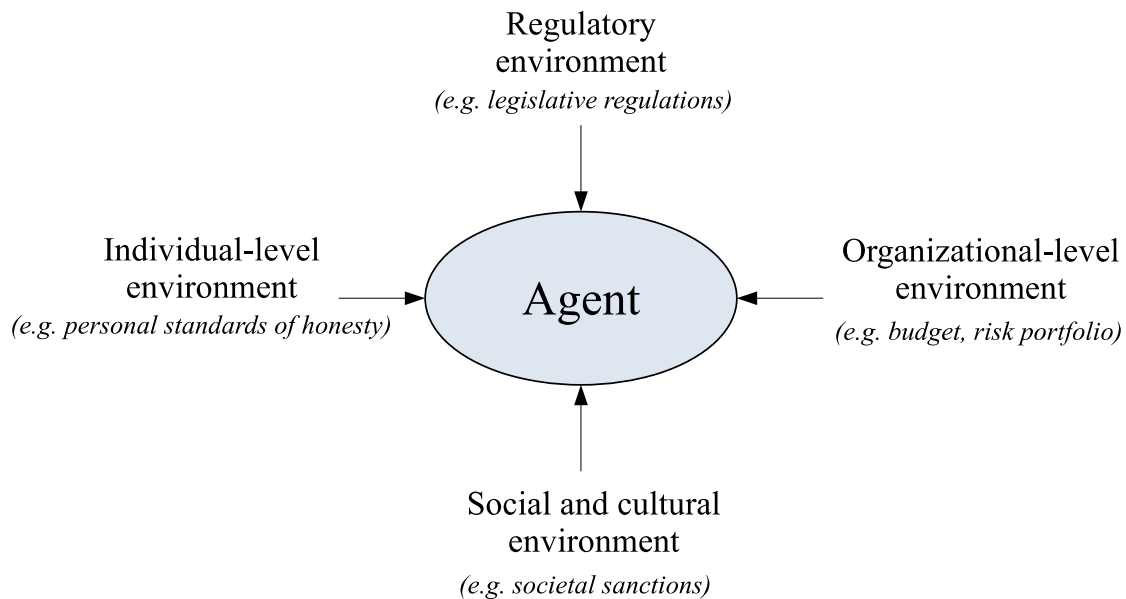 Regulatory
environment
(e.g. legislative regulations)
Individual-level
environment
(e.g. personal standards of honesty)
Agent
Organizational-level
environment
(e.g. budget, risk portfolio)
Social and cultural
environment
(e.g. societal sanctions)